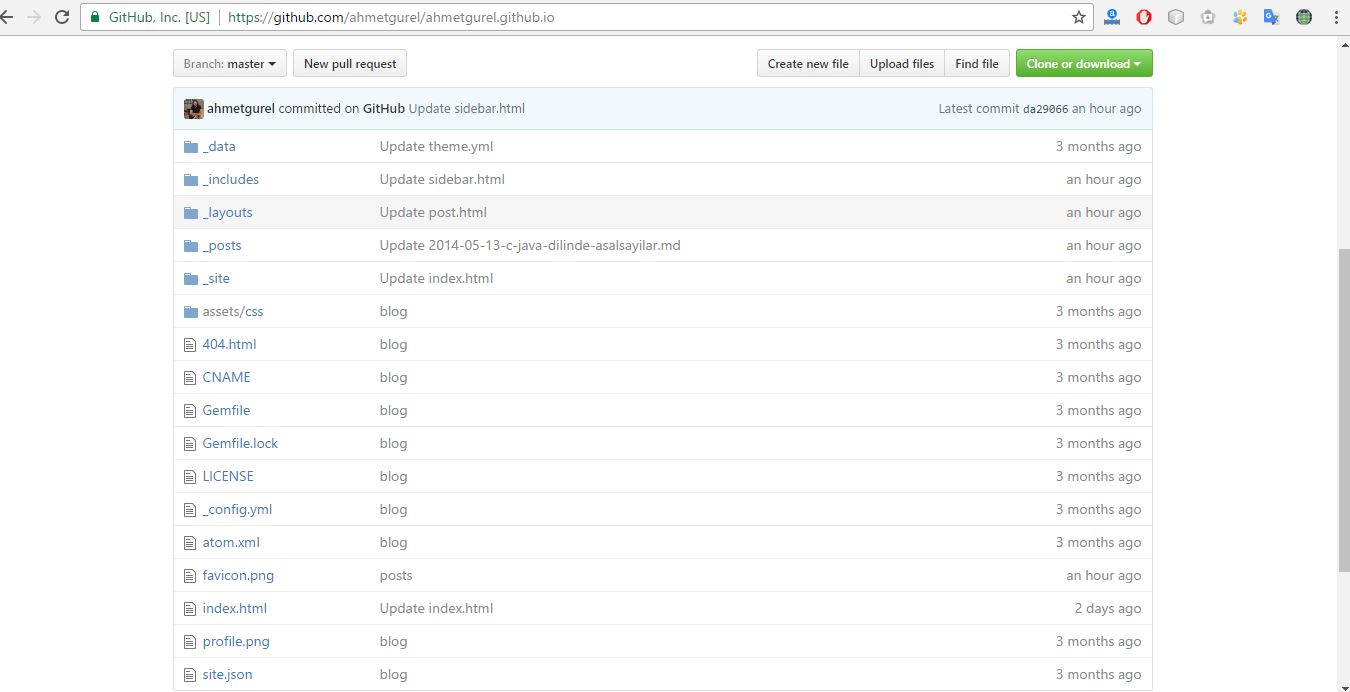 GitHub, Inc. [US] https://github.com/ahmetgurel/ahmetgurel.github.io
Branch: master New pull request Create new file Upload files Find file Clone or download
ahmetgurel committed on GitHub Update sidebar.html Latest commit da29066 an hour ago
_data Update theme.yml 3 months ago
_includes Update sidebar.html an hour ago
_layouts Update post.html an hour ago
_posts Update 2014-05-13-c-java-dilinde-asalsayilar.md an hour ago
_site Update index.html an hour ago
assets/css blog 3 months ago
404.html blog 3 months ago
CNAME blog 3 months ago
Gemfile blog 3 months ago
Gemfile.lock blog 3 months ago
LICENSE blog 3 months ago
_config.yml blog 3 months ago
atom.xml blog 3 months ago
favicon.png posts an hour ago
index.html Update index.html 2 days ago
profile.png blog 3 months ago
site.json blog 3 months ago